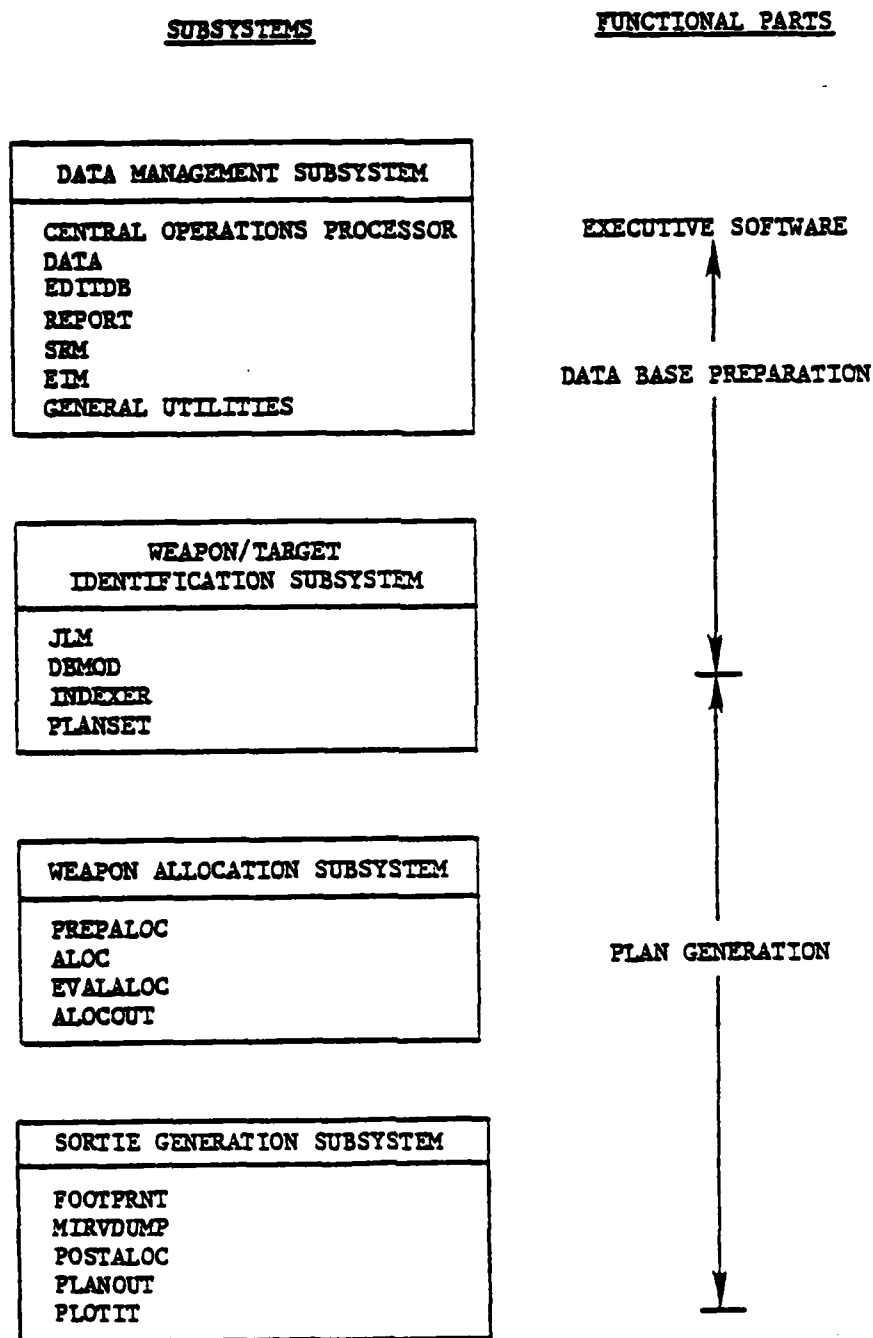 SUBSYSTEMS
FUNCTIONAL PARTS
DATA MANAGEMENT SUBSYSTEM
CENTRAL OPERATIONS PROCESSOR
DATA
EDITDB
REPORT
SRM
EIM
GENERAL UTILITIES
EXECUTIVE SOFTWARE
DATA BASE PREPARATION
WEAPON/TARGET
IDENTIFICATION SUBSYSTEM
JLM
DBMOD
INDEXER
PLANSET
WEAPON ALLOCATION SUBSYSTEM
PREPALOC
ALOC
EVALALOC
ALOCOUT
PLAN GENERATION
SORTIE GENERATION SUBSYSTEM
FOOTPRNT
MIRVDUMP
POSTALOC
PLANOUT
PLOTIT